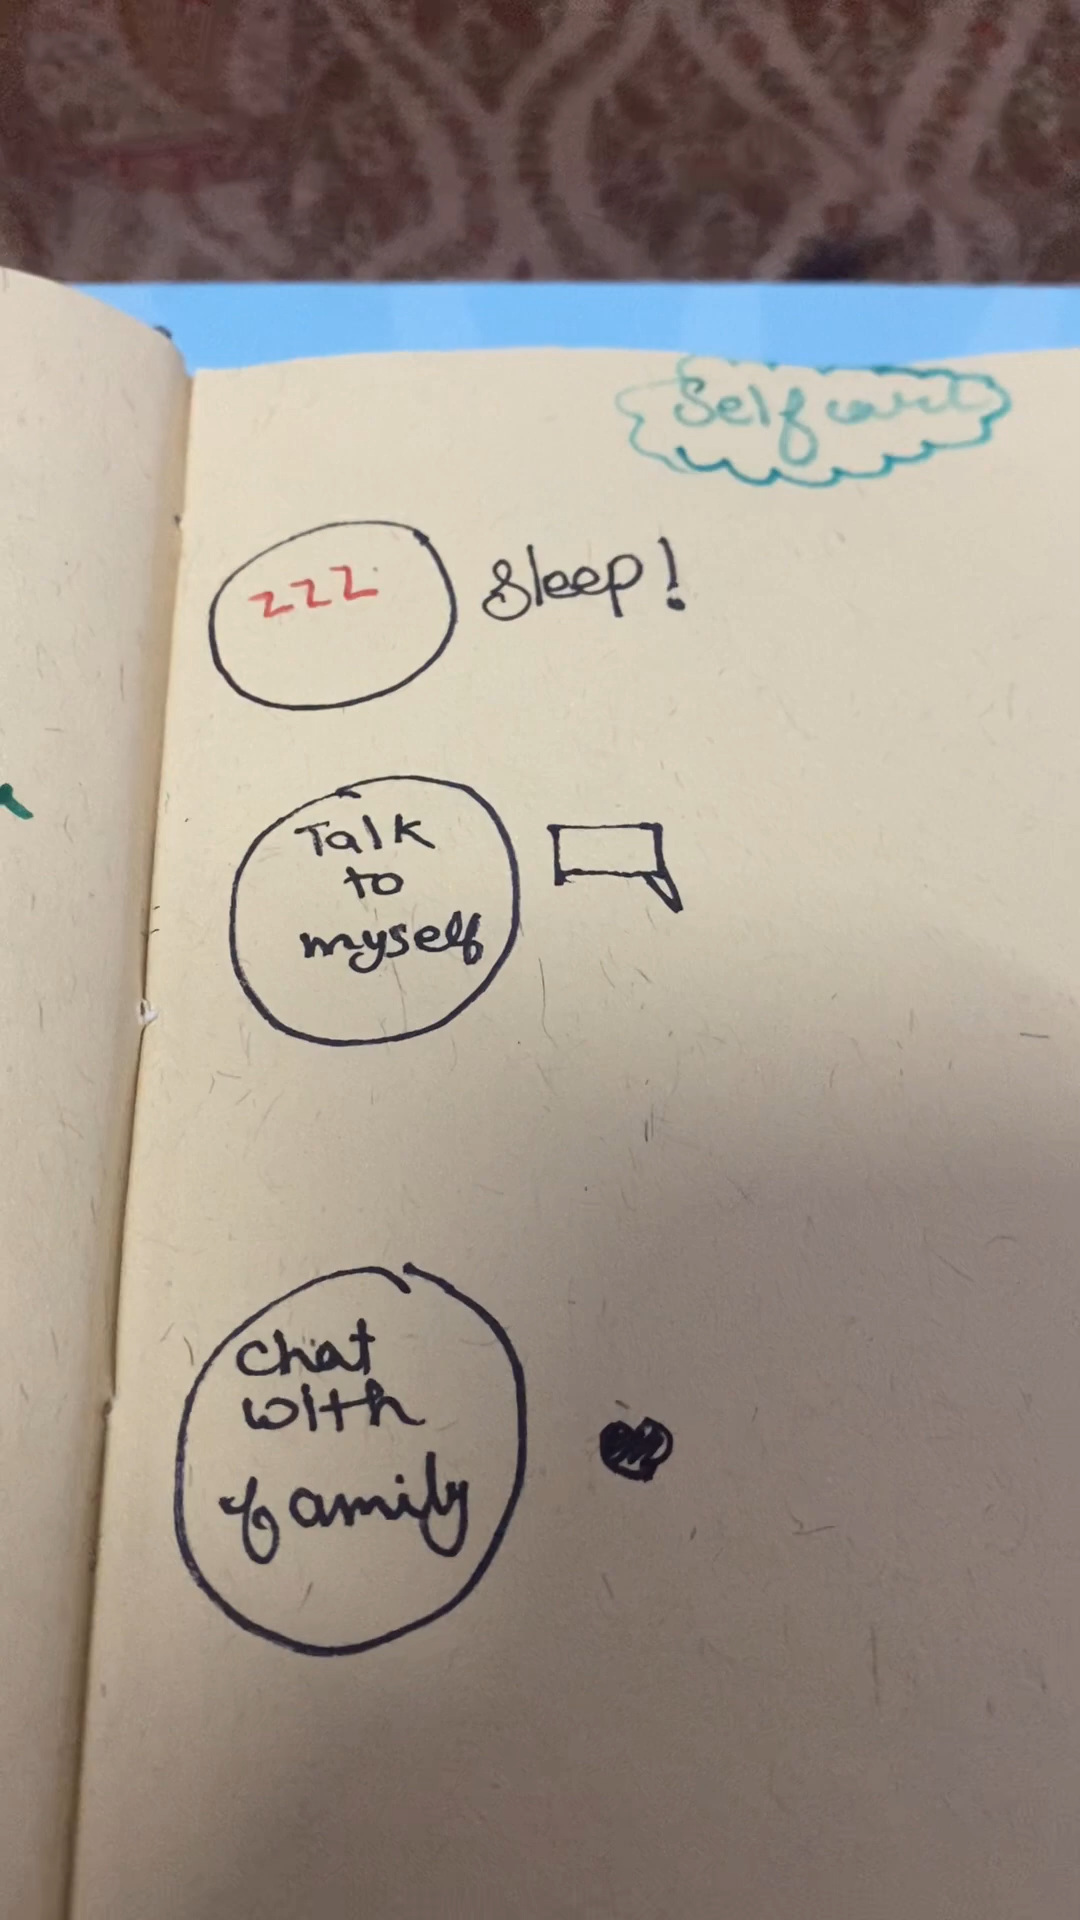 Self care
zzz
Sleep!
Talk
to
myself
chat
with
family